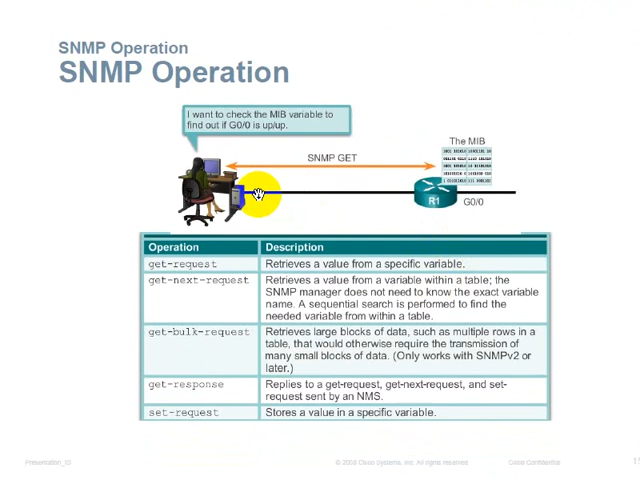 SNMP Operation
SNMP Operation
I want to check the MIB variable to
find out if G0/0 is up/up.
The MIB
SNMP GET
R1
G0/0
Operation Description
get-request Retrieves a value from a specific variable.
get-next-request Retrieves a value from a variable within a table; the
SNMP manager does not need to know the exact variable
name. A sequential search is performed to find the
needed variable from within a table.
get-bulk-request Retrieves large blocks of data, such as multiple rows in a
table, that would otherwise require the transmission of
many small blocks of data. (Only works with SNMPv2 or
later.)
get-response Replies to a get-request, get-next-request, and set-
request sent by an NMS.
set-request Stores a value in a specific variable.
Presentation_ID © 2008 Cisco Systems, Inc. All rights reserved. Cisco Confidential